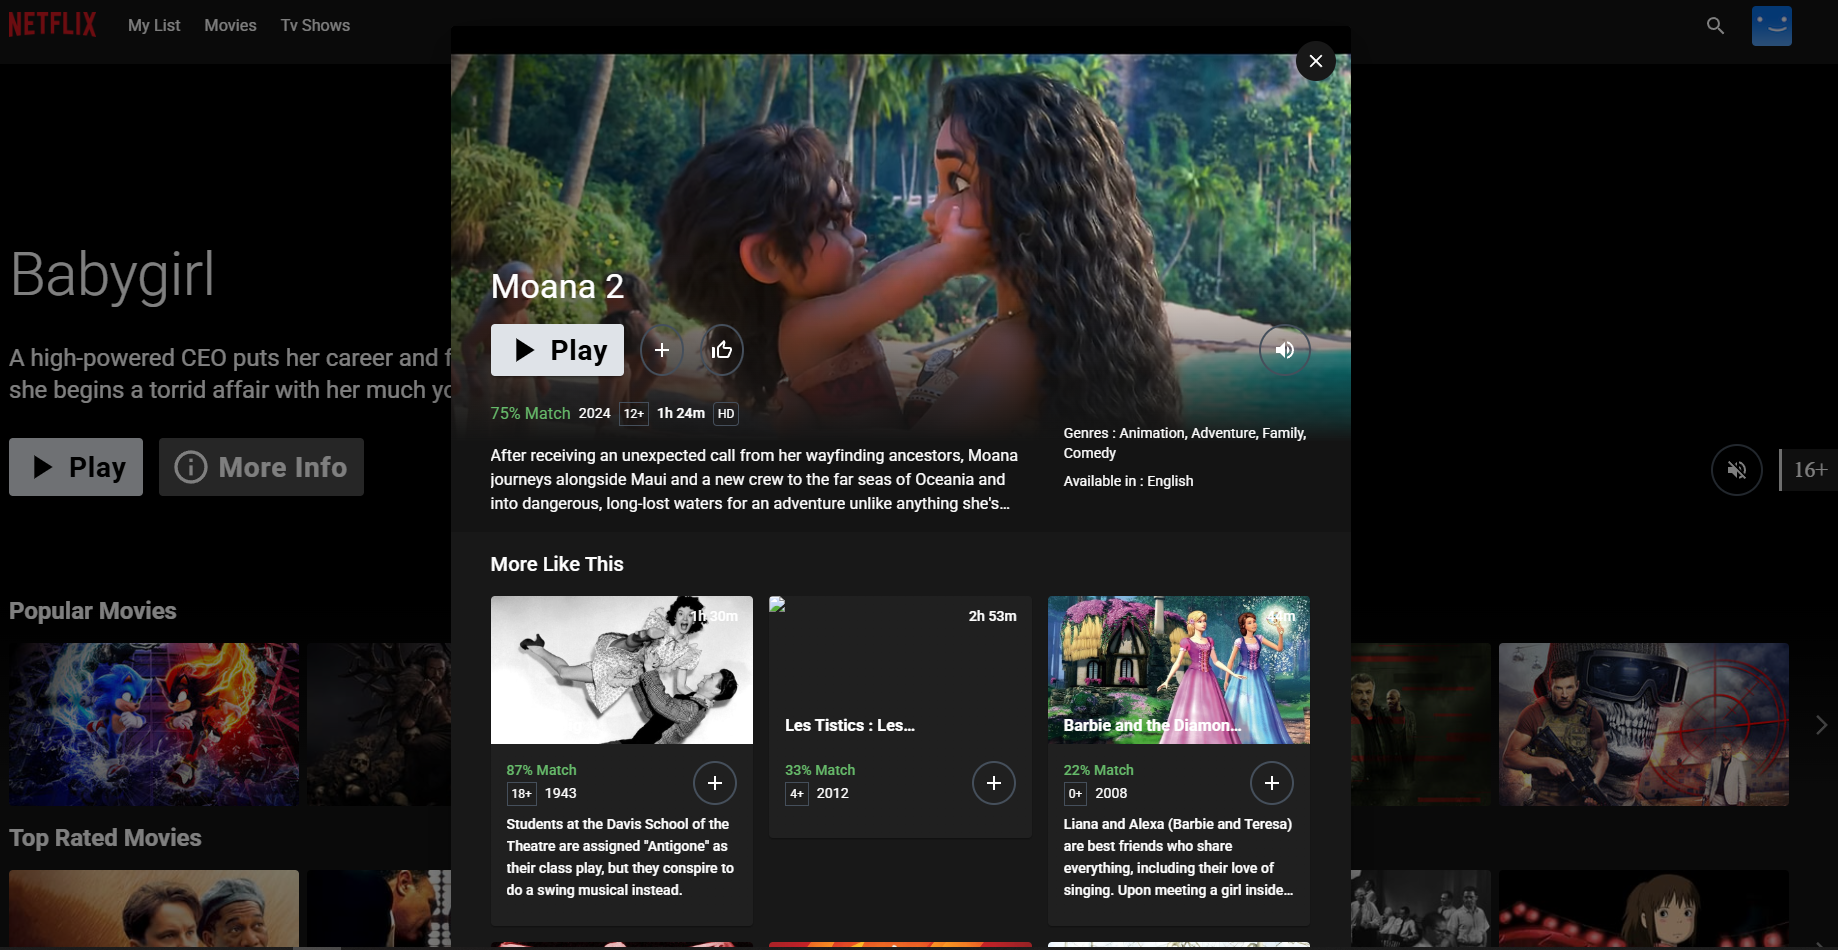 NETFLIX
My List
Movies
Tv Shows
Babygirl
A high-powered CEO puts her career and f
she begins a torrid affair with her much yo
Play
More Info
16+
Popular Movies
Top Rated Movies
Moana 2
Play
75% Match 2024 12+ 1h 24m HD
After receiving an unexpected call from her wayfinding ancestors, Moana
journeys alongside Maui and a new crew to the far seas of Oceania and
into dangerous, long-lost waters for an adventure unlike anything she's...
Genres : Animation, Adventure, Family,
Comedy
Available in : English
More Like This
1h 30m
87% Match
18+ 1943
Students at the Davis School of the
Theatre are assigned "Antigone" as
their class play, but they conspire to
do a swing musical instead.
2h 53m
Les Tistics : Les...
33% Match
4+ 2012
Barbie and the Diamon...
22% Match
0+ 2008
Liana and Alexa (Barbie and Teresa)
are best friends who share
everything, including their love of
singing. Upon meeting a girl inside...